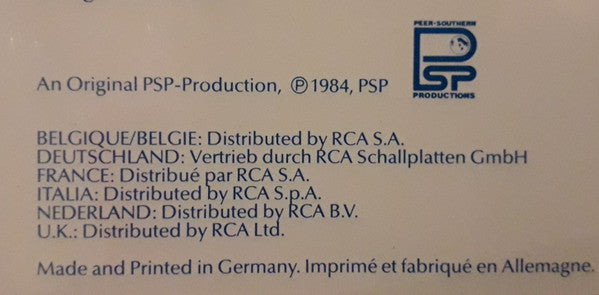 PEER-SOUTHERN
PSP
PRODUCTIONS
An Original PSP-Production, ℗1984, PSP
BELGIQUE/BELGIE: Distributed by RCA S.A.
DEUTSCHLAND: Vertrieb durch RCA Schallplatten GmbH
FRANCE: Distribué par RCA S.A.
ITALIA: Distributed by RCA S.p.A.
NEDERLAND: Distributed by RCA B.V.
U.K.: Distributed by RCA Ltd.
Made and Printed in Germany. Imprimé et fabriqué en Allemagne.